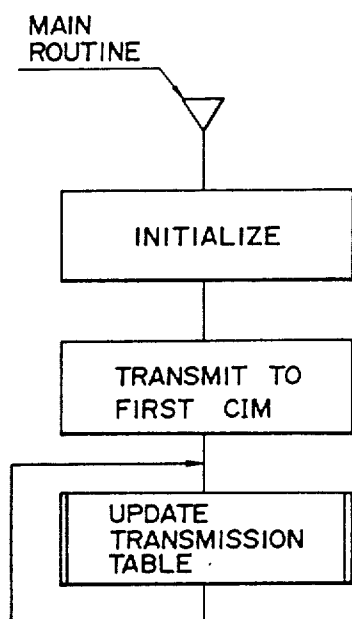 MAIN
ROUTINE
INITIALIZE
TRANSMIT TO
FIRST CIM
UPDATE
TRANSMISSION
TABLE